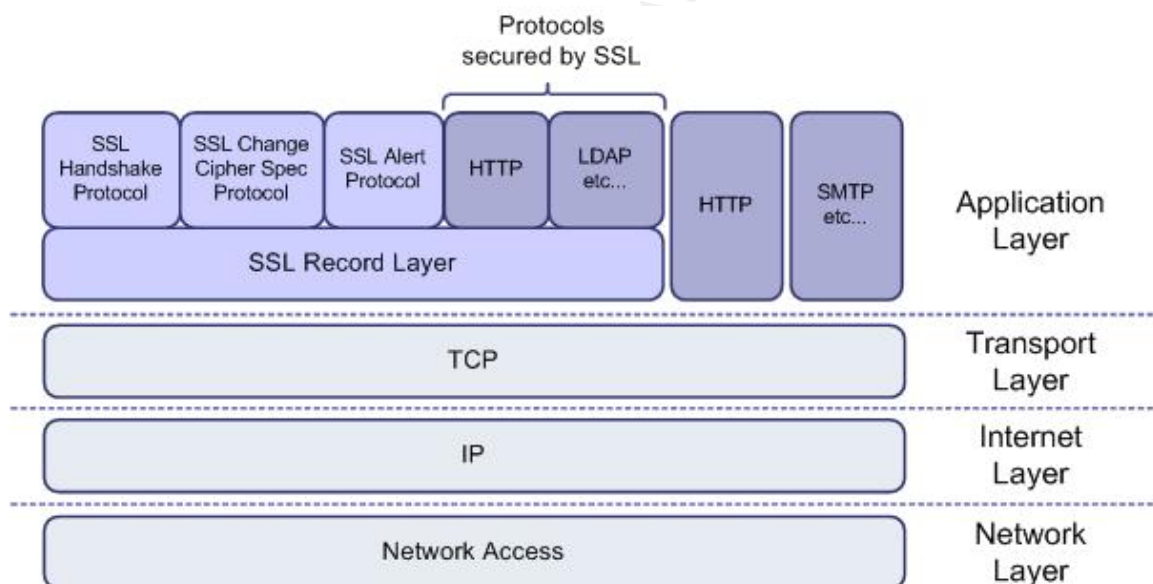 Protocols
secured by SSL
SSL
Handshake
Protocol
SSL Change
Cipher Spec
Protocol
SSL Alert
Protocol
HTTP
LDAP
etc...
HTTP
SMTP
etc...
Application
Layer
SSL Record Layer
TCP
Transport
Layer
IP
Internet
Layer
Network Access
Network
Layer